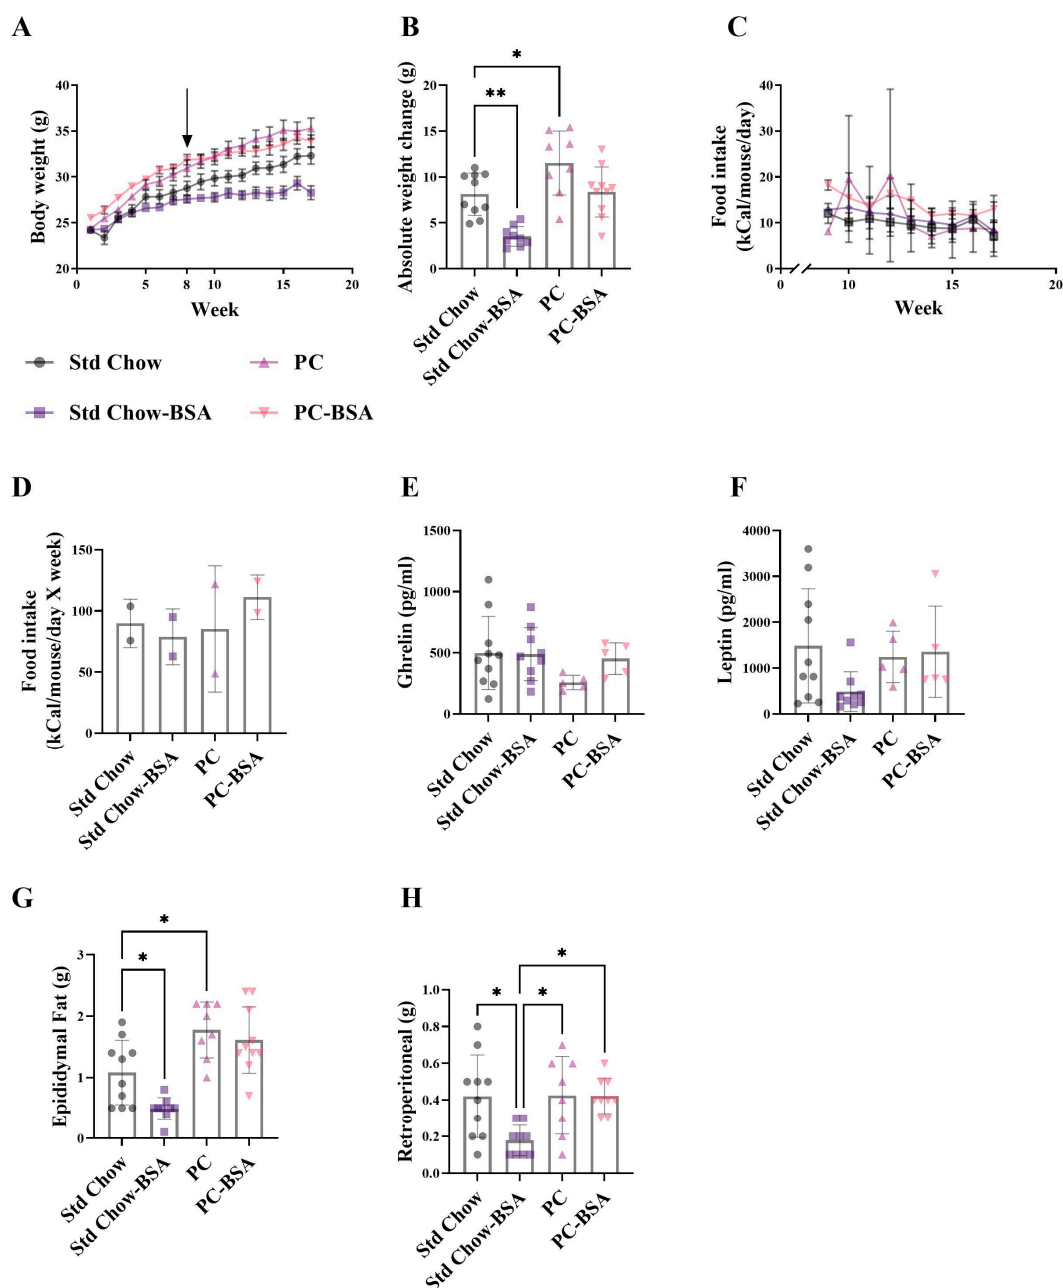 A
B
C
40
35
30
25
20
0
5
8
10
15
20
Body weight (g)
Week
20
15
10
5
0
Absolute weight change (g)
*
**
Std Chow
Std Chow-BSA
PC
PC-BSA
40
30
20
10
0
0
10
15
20
Food intake
(kCal/mouse/day)
Week
Std Chow
PC
Std Chow-BSA
PC-BSA
D
E
F
150
100
50
0
Food intake
(kCal/mouse/day X week)
Std Chow
Std Chow-BSA
PC
PC-BSA
1500
1000
500
0
Ghrelin (pg/ml)
Std Chow
Std Chow-BSA
PC
PC-BSA
4000
3000
2000
1000
0
Leptin (pg/ml)
Std Chow
Std Chow-BSA
PC
PC-BSA
G
H
3
2
1
0
Epididymal Fat (g)
*
*
Std Chow
Std Chow-BSA
PC
PC-BSA
1.0
0.8
0.6
0.4
0.2
0.0
Retroperitoneal (g)
*
*
*
Std Chow
Std Chow-BSA
PC
PC-BSA